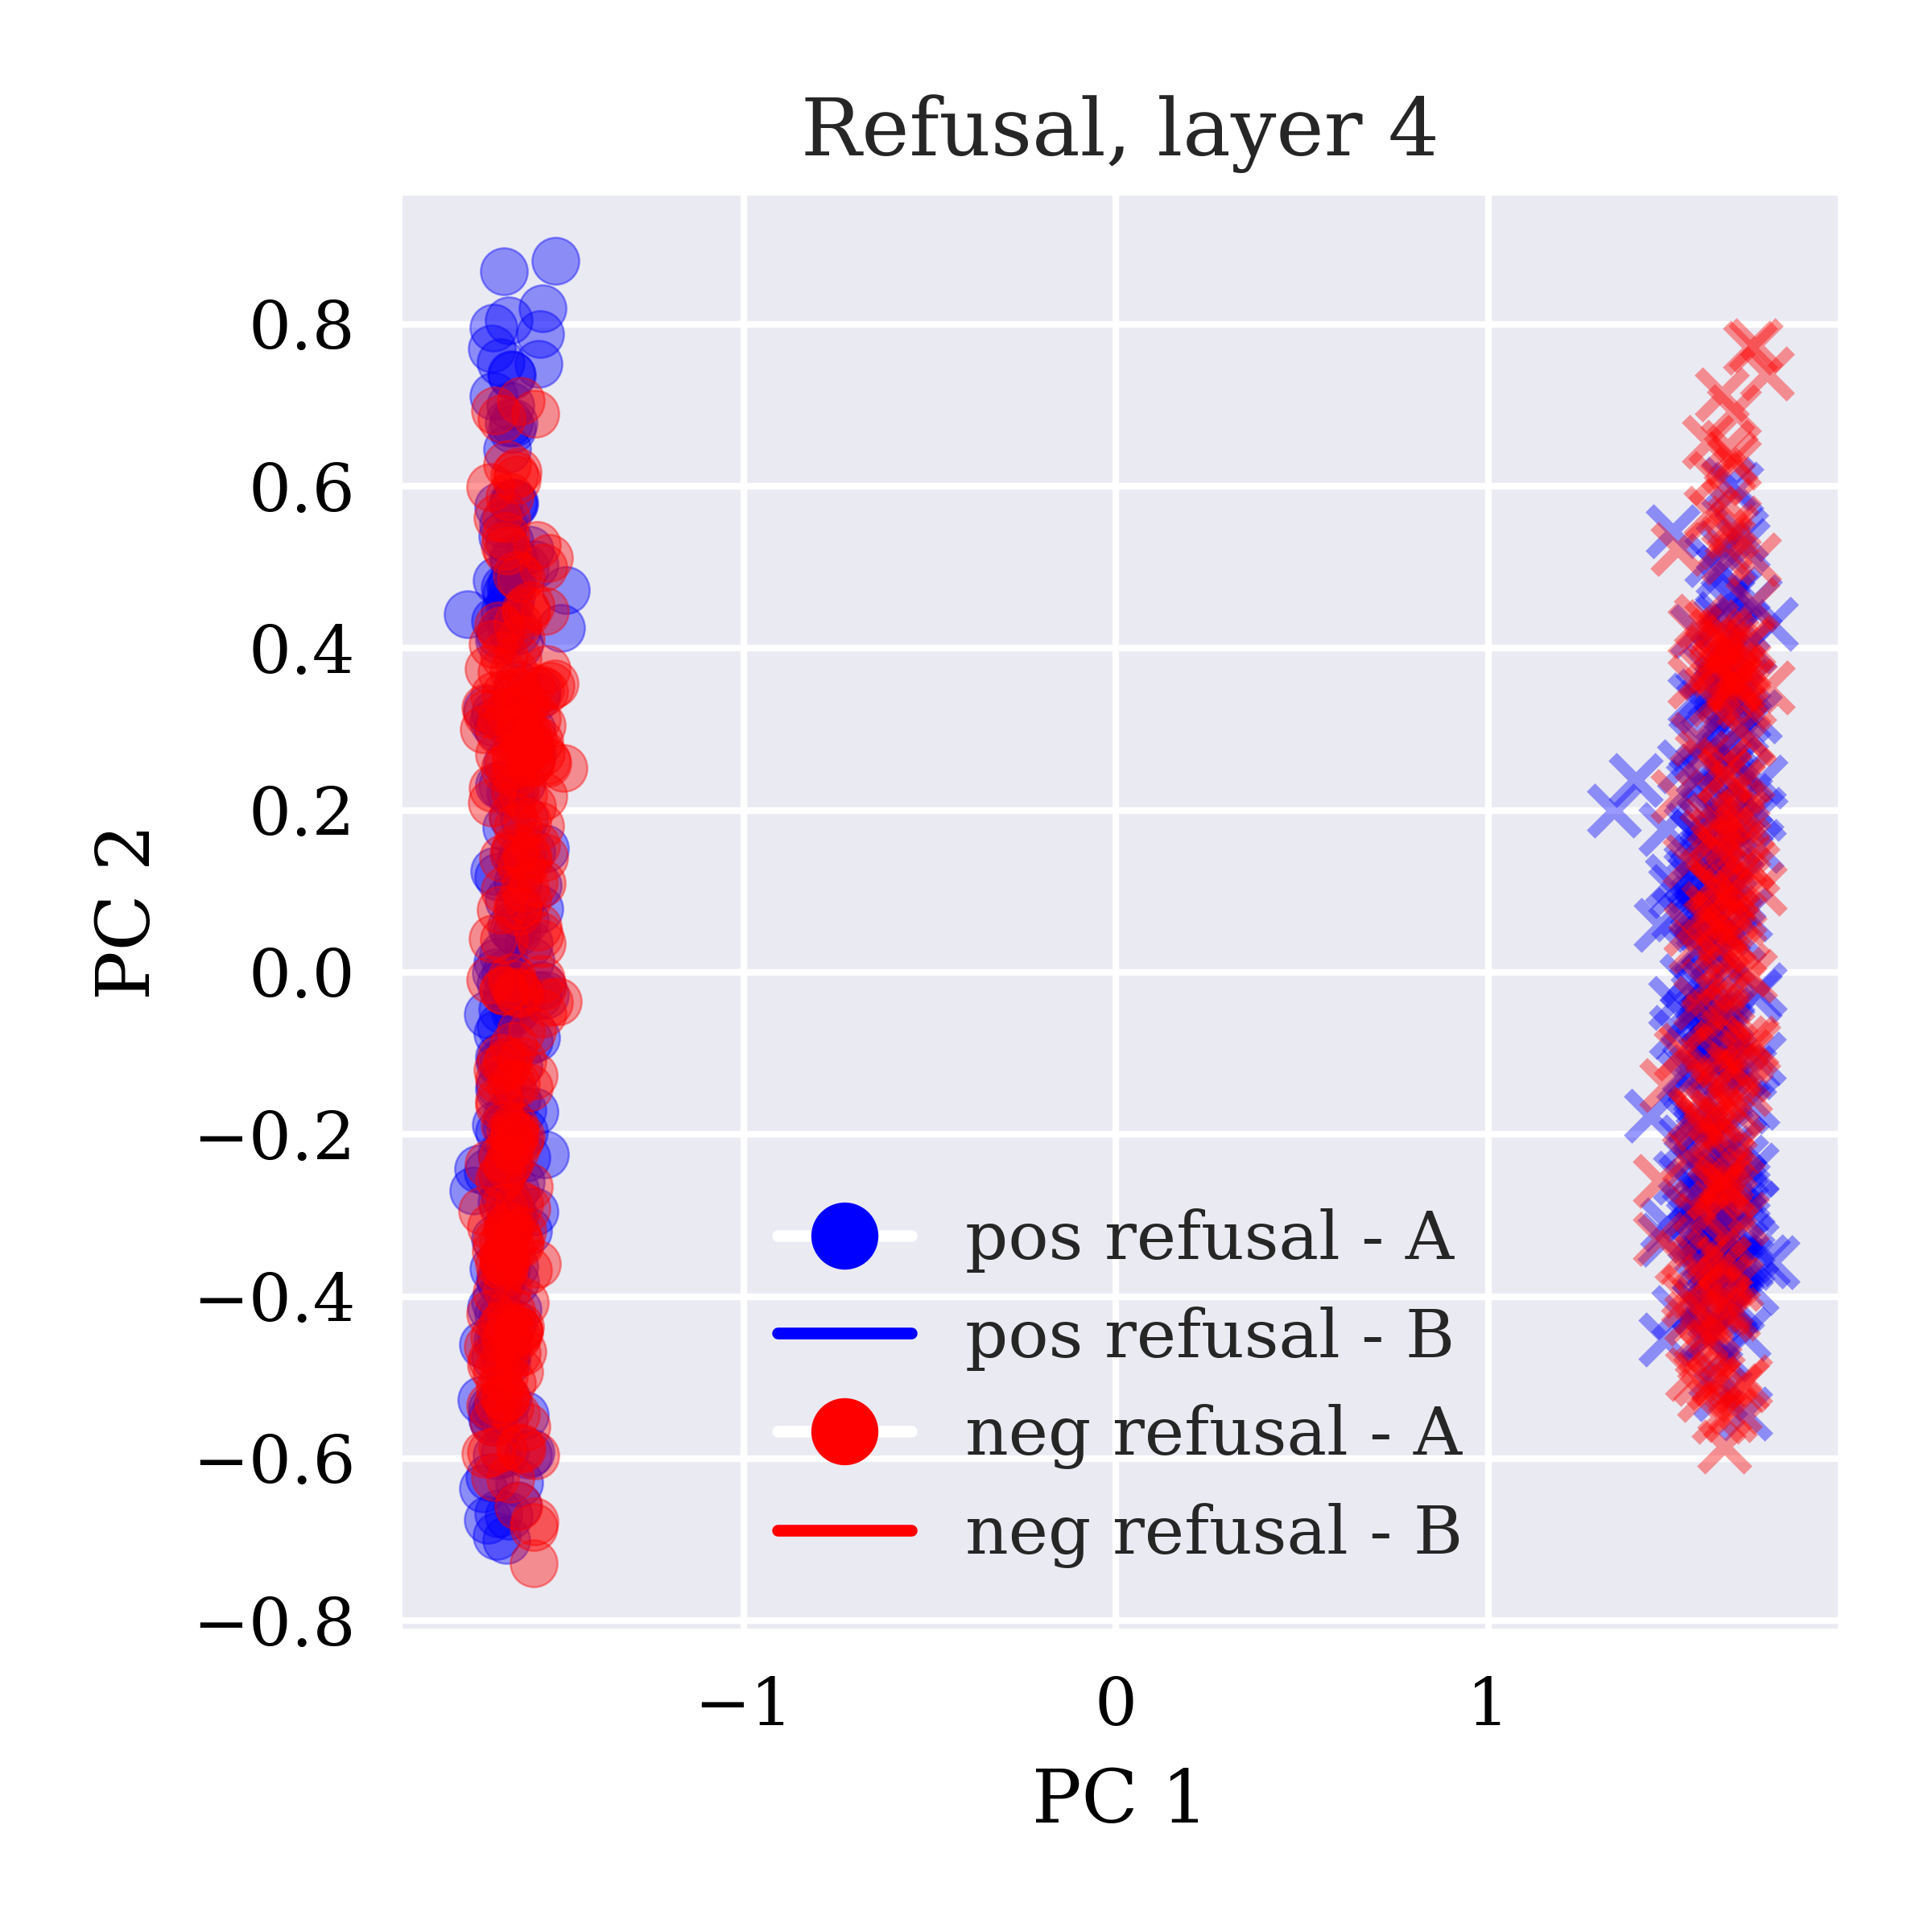 Refusal, layer 4
0.8
0.6
0.4
0.2
0.0
−0.2
−0.4
−0.6
−0.8
PC 2
pos refusal - A
pos refusal - B
neg refusal - A
neg refusal - B
−1 0 1
PC 1